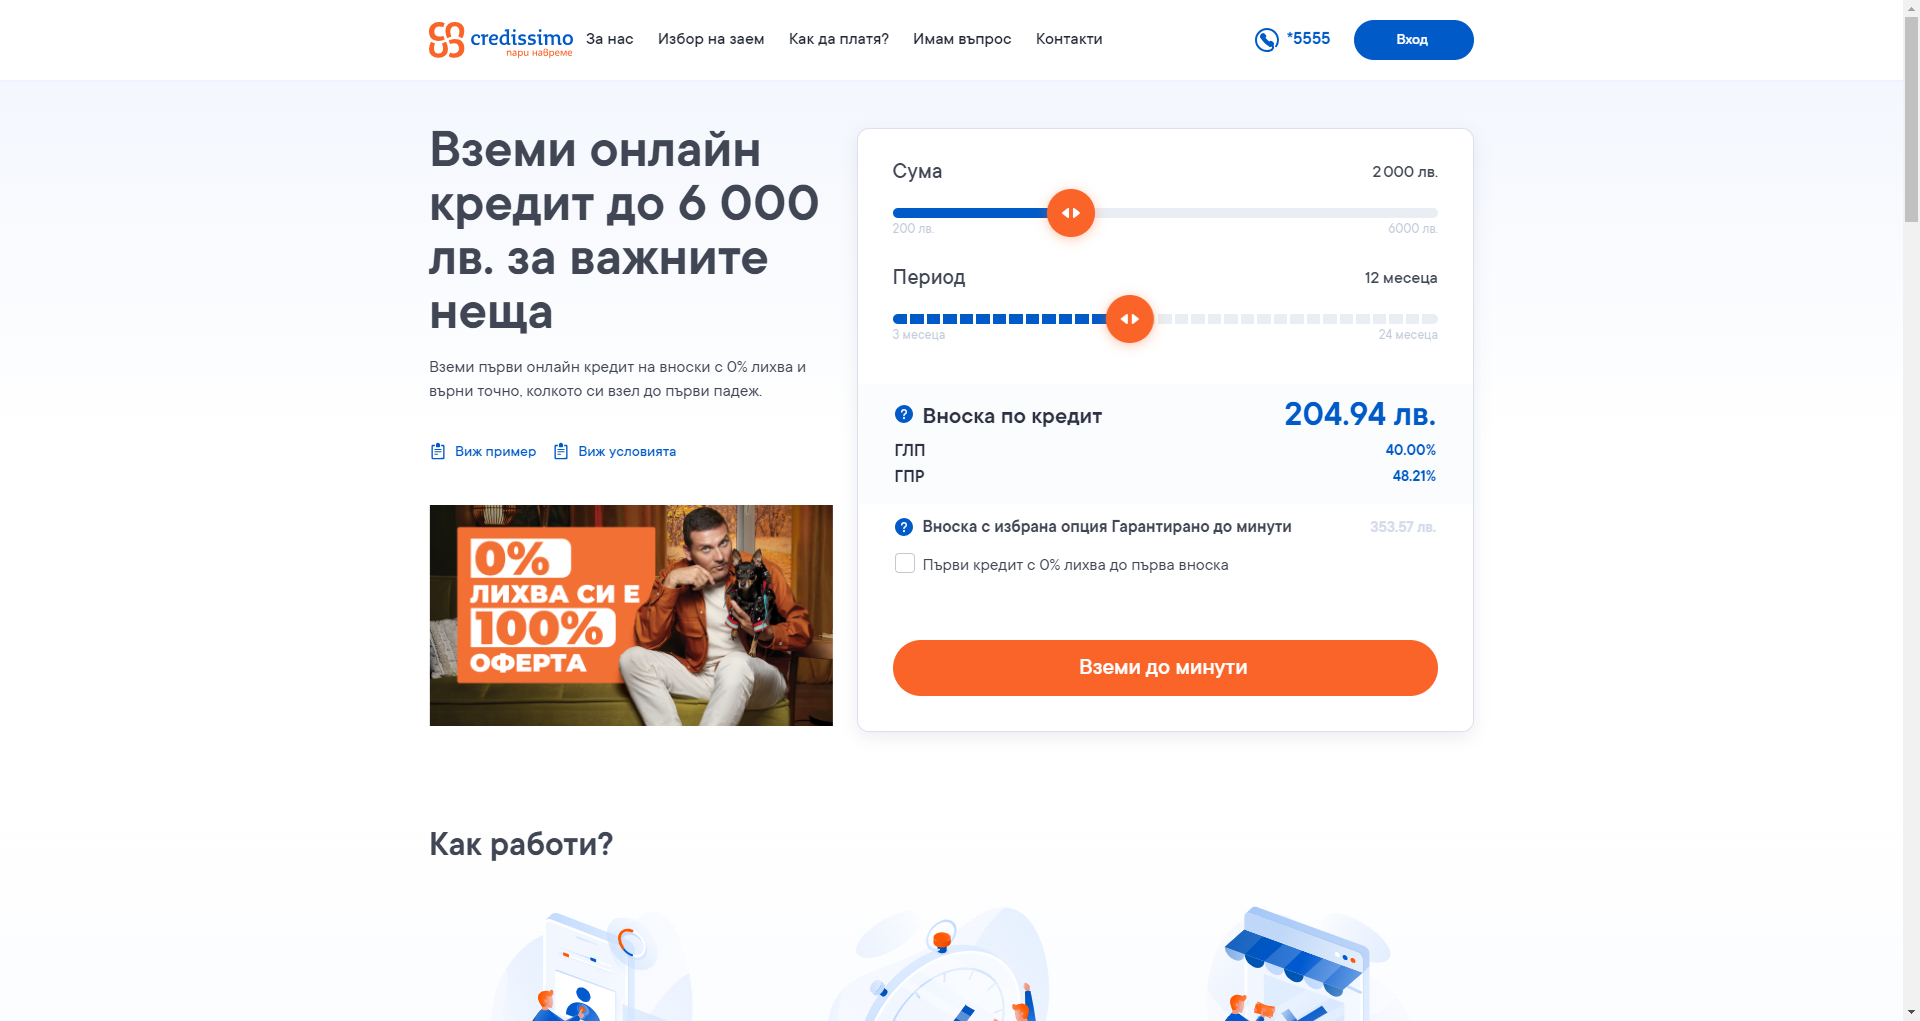 credissimo
пари навреме
За нас
Избор на заем
Как да платя?
Имам въпрос
Контакти
*5555
Вход
Вземи онлайн
кредит до 6 000
лв. за важните
неща
Вземи първи онлайн кредит на вноски с 0% лихва и
върни точно, колкото си взел до първи падеж.
Виж пример
Виж условията
0%
ЛИХВА СИ Е
100%
ОФЕРТА
Сума
2 000 лв.
200 лв.
6000 лв.
Период
12 месеца
3 месеца
24 месеца
Вноска по кредит
204.94 лв.
ГЛП
40.00%
ГПР
48.21%
Вноска с избрана опция Гарантирано до минути
353.57 лв.
Първи кредит с 0% лихва до първа вноска
Вземи до минути
Как работи?